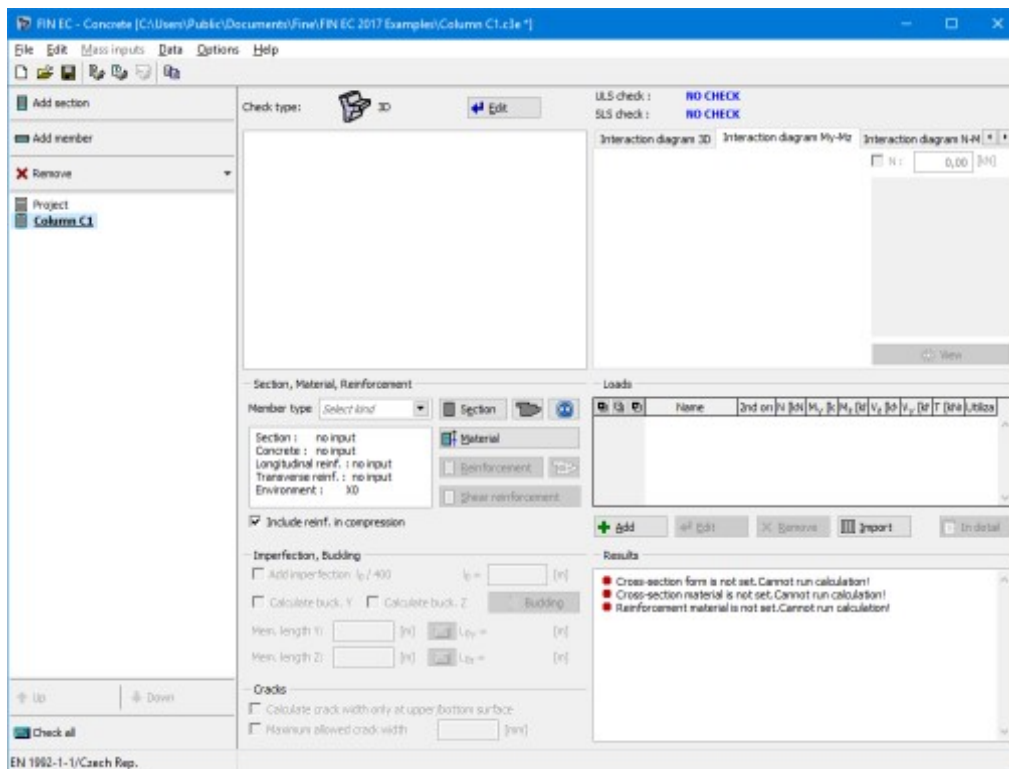 FIN EC - Concrete [C:\Users\Public\Documents\Fine\FIN EC 2017 Examples\Column C1.c3e *]
File Edit Mass inputs Data Options Help
Add section
Add member
Remove
Project
Column C1
Up Down
Check all
EN 1992-1-1/Czech Rep.
Check type: 3D Edit
ULS check : NO CHECK
SLS check : NO CHECK
Interaction diagram 3D Interaction diagram My-Mz Interaction diagram N-M
N : 0,00 [kN]
View
Section, Material, Reinforcement
Member type Select kind Section
Section : no input
Concrete : no input
Longitudinal reinf. : no input
Transverse reinf. : no input
Environment : X0
Material
Reinforcement
Shear reinforcement
Include reinf. in compression
Imperfection, Buckling
Add imperfection l₀ / 400 l₀ = [m]
Calculate buck. Y Calculate buck. Z Buckling
Mem. length Y: [m] = [m]
Mem. length Z: [m] = [m]
Cracks
Calculate crack width only at upper/bottom surface
Maximum allowed crack width [mm]
Loads
Name 2nd or N [kN My [k Mz [k Vz [k Vy [k T [kN Utiliza
Add Edit Remove Import In detail
Results
Cross-section form is not set. Cannot run calculation!
Cross-section material is not set. Cannot run calculation!
Reinforcement material is not set. Cannot run calculation!